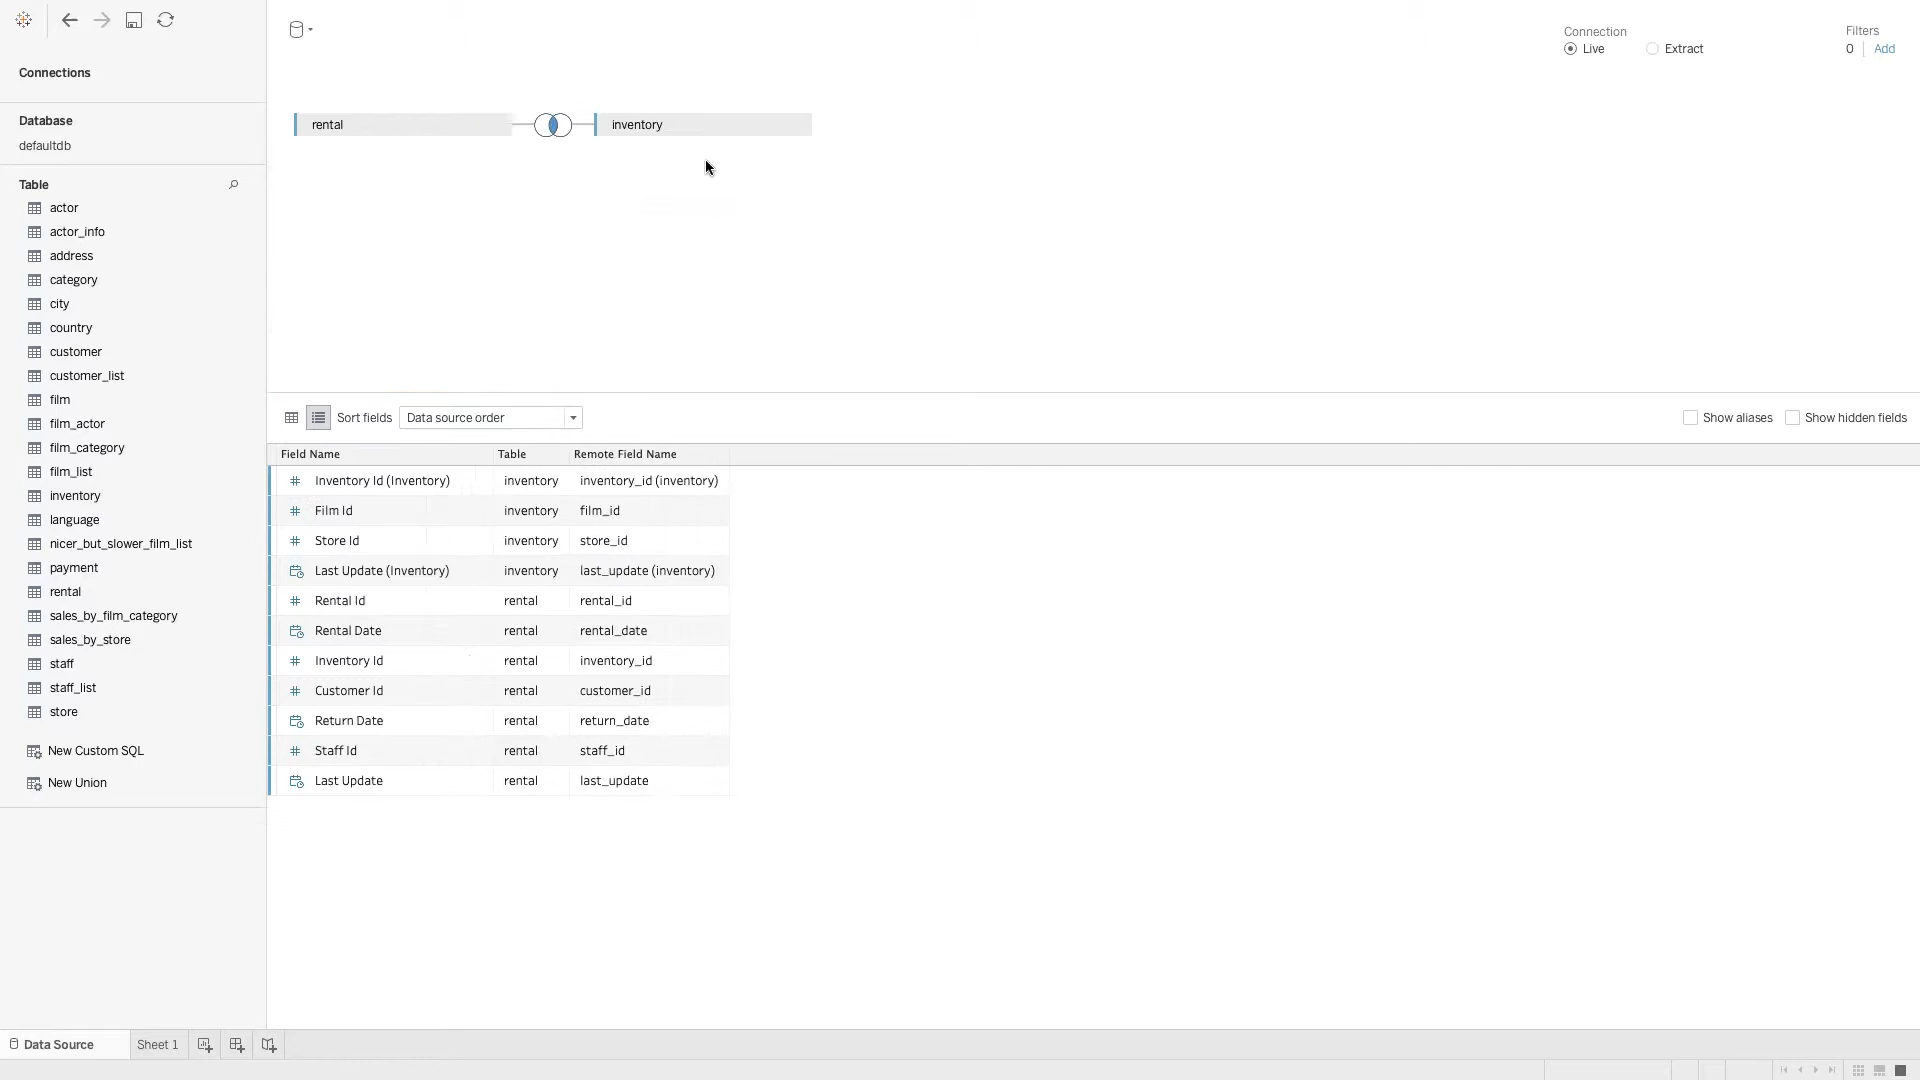 Connections
Database
defaultdb
Table
actor
actor_info
address
category
city
country
customer
customer_list
film
film_actor
film_category
film_list
inventory
language
nicer_but_slower_film_list
payment
rental
sales_by_film_category
sales_by_store
staff
staff_list
store
New Custom SQL
New Union
Connection
Live Extract
Filters
0 Add
rental inventory
Sort fields Data source order Show aliases Show hidden fields
Field Name Table Remote Field Name
Inventory Id (Inventory) inventory inventory_id (inventory)
Film Id inventory film_id
Store Id inventory store_id
Last Update (Inventory) inventory last_update (inventory)
Rental Id rental rental_id
Rental Date rental rental_date
Inventory Id rental inventory_id
Customer Id rental customer_id
Return Date rental return_date
Staff Id rental staff_id
Last Update rental last_update
Data Source Sheet 1